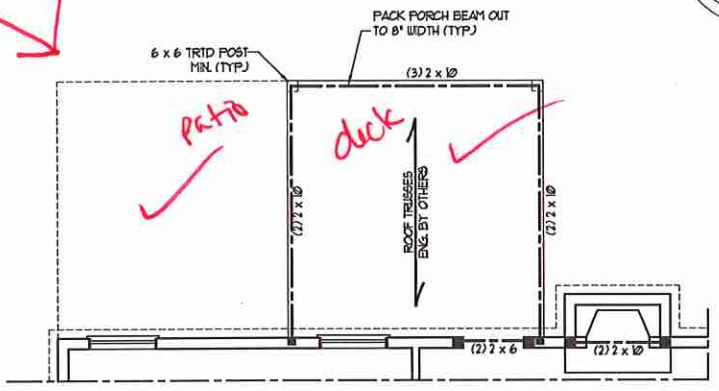 PACK PORCH BEAM OUT
TO 8" WIDTH (TYP.)
6 x 6 TRTD POST
MIN. (TYP.)
(3) 2 x 10
patio
deck
(2) 2 x 10
ROOF TRUSSES
ENG. BY OTHERS
(2) 2 x 10
(2) 2 x 6
(2) 2 x 10